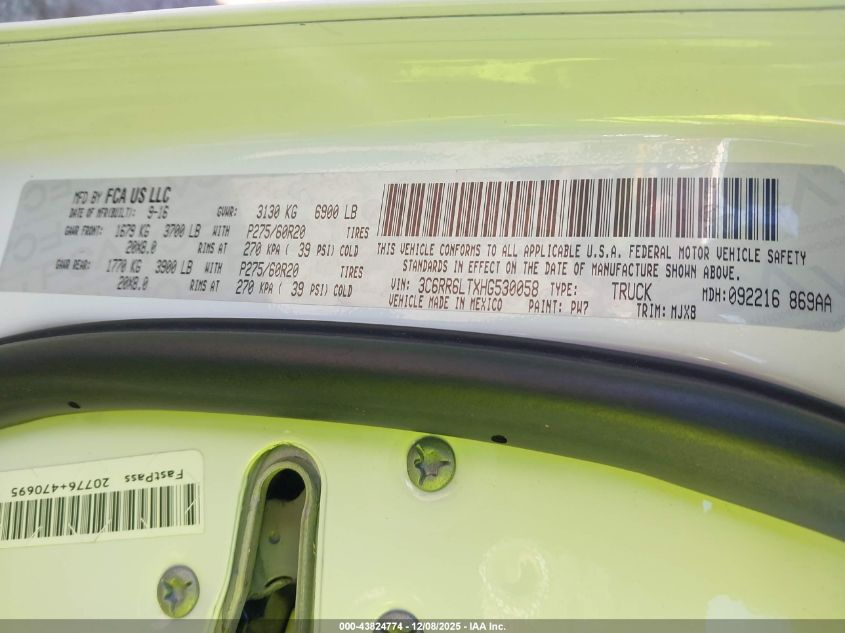 MFD BY FCA US LLC
DATE OF MFR(BUILT): 9-16 GVWR: 3130 KG 6900 LB
GAWR FRONT: 1679 KG 3700 LB WITH P275/60R20 TIRES
20X8.0 RIMS AT 270 KPA ( 39 PSI) COLD
GAWR REAR: 1770 KG 3900 LB WITH P275/60R20 TIRES
20X8.0 RIMS AT 270 KPA ( 39 PSI) COLD
THIS VEHICLE CONFORMS TO ALL APPLICABLE U.S.A. FEDERAL MOTOR VEHICLE SAFETY
STANDARDS IN EFFECT ON THE DATE OF MANUFACTURE SHOWN ABOVE.
VIN: 3C6RR6LTXHG530058 TYPE: TRUCK MDH:092216 869AA
VEHICLE MADE IN MEXICO PAINT: PW7 TRIM: MJXB
FastPass 20776+470695
000-43824774 - 12/08/2025 - IAA Inc.